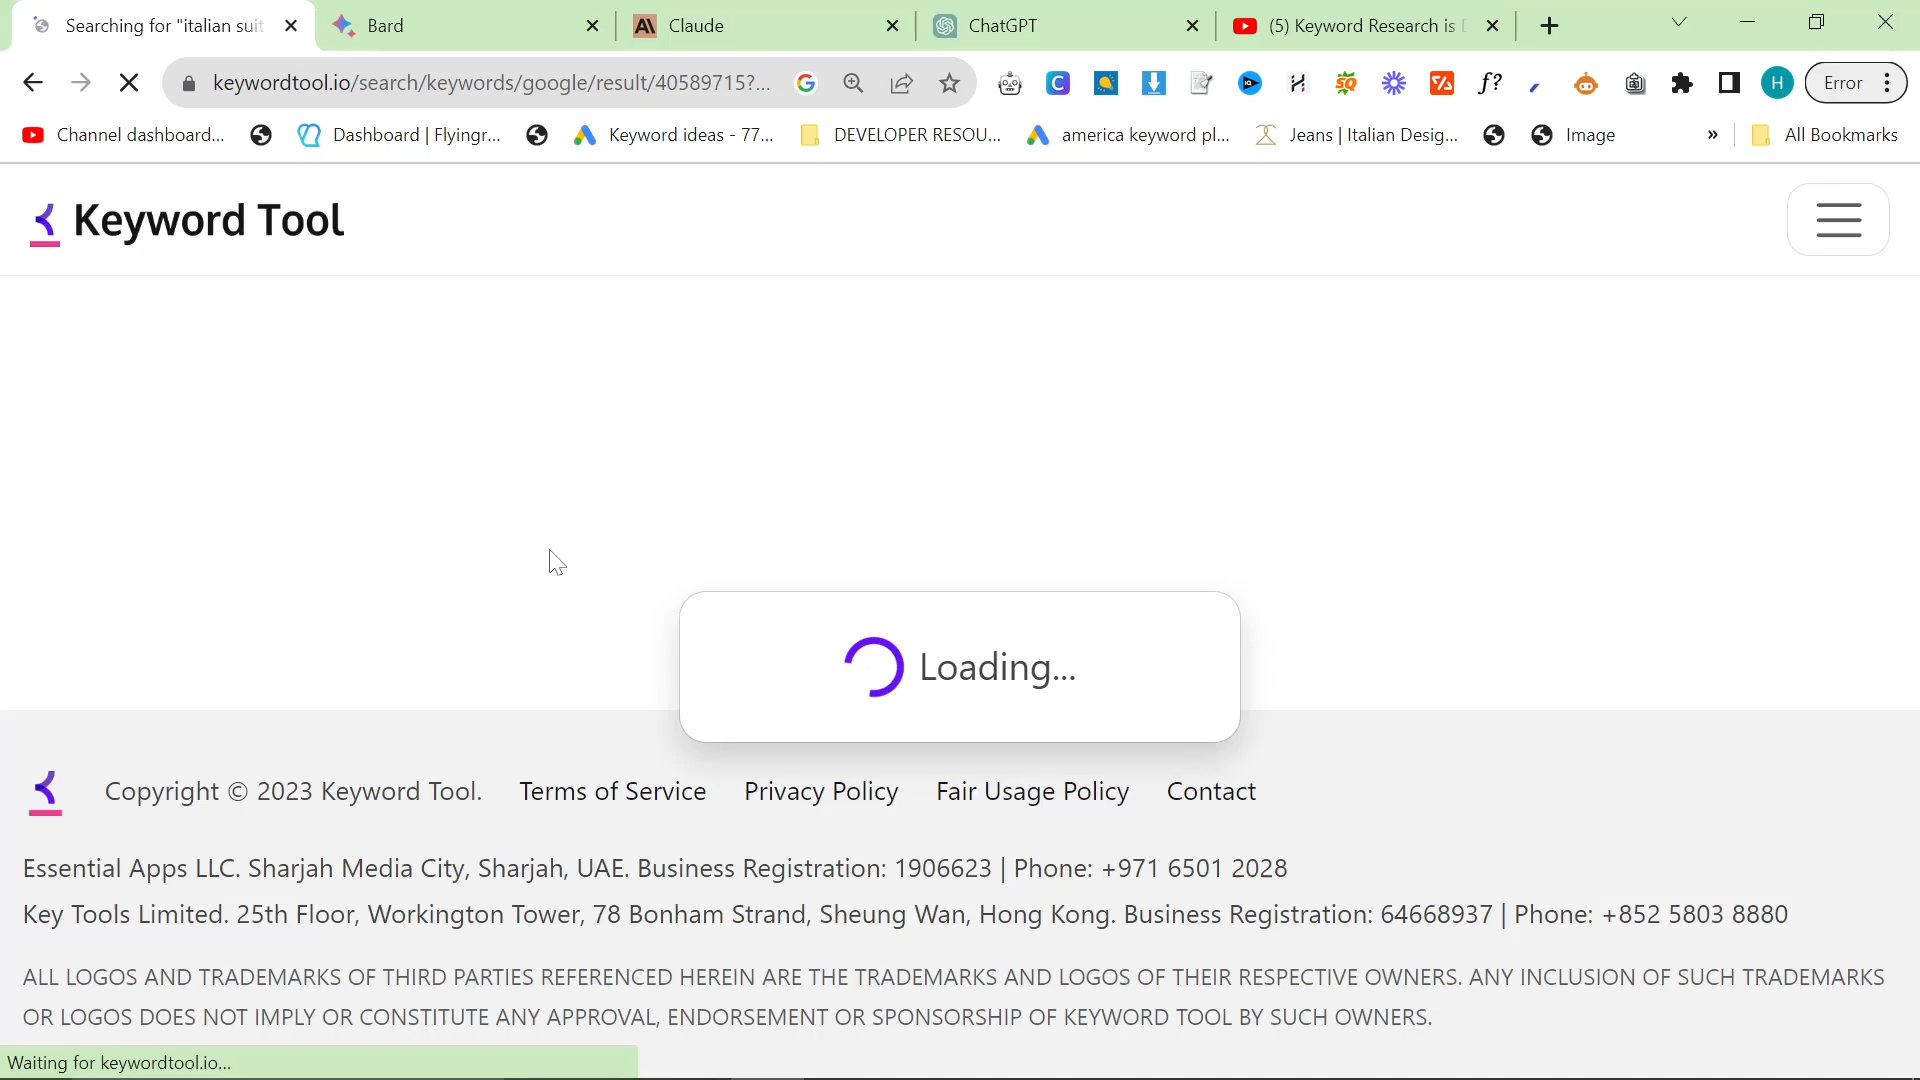 Searching for "italian suit
Bard
Claude
ChatGPT
(5) Keyword Research is
keywordtool.io/search/keywords/google/result/40589715?...
H
Error
Channel dashboard...
Dashboard | Flyingr...
Keyword ideas - 77...
DEVELOPER RESOU...
america keyword pl...
Jeans | Italian Desig...
Image
»
All Bookmarks
Keyword Tool
Loading...
Copyright © 2023 Keyword Tool. Terms of Service Privacy Policy Fair Usage Policy Contact
Essential Apps LLC. Sharjah Media City, Sharjah, UAE. Business Registration: 1906623 | Phone: +971 6501 2028
Key Tools Limited. 25th Floor, Workington Tower, 78 Bonham Strand, Sheung Wan, Hong Kong. Business Registration: 64668937 | Phone: +852 5803 8880
ALL LOGOS AND TRADEMARKS OF THIRD PARTIES REFERENCED HEREIN ARE THE TRADEMARKS AND LOGOS OF THEIR RESPECTIVE OWNERS. ANY INCLUSION OF SUCH TRADEMARKS
OR LOGOS DOES NOT IMPLY OR CONSTITUTE ANY APPROVAL, ENDORSEMENT OR SPONSORSHIP OF KEYWORD TOOL BY SUCH OWNERS.
Waiting for keywordtool.io...